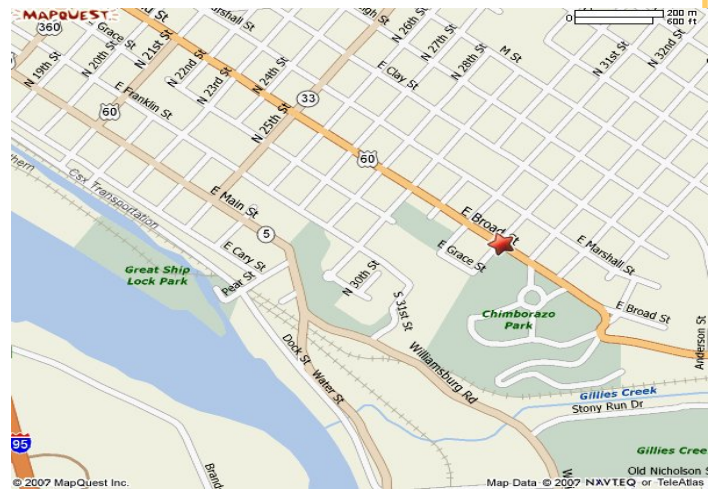 MAPQUEST
360
200 m
600 ft
0
E Grace St
Marshall St
N 19th St
N 20th St
N 21st St
N 22nd St
N 23rd St
N 24th St
N 25th St
N 26th St
N 27th St
N 28th St
M St
N 31st St
N 32nd St
E Clay St
E Franklin St
60
33
60
Csx Transportation
E Main St
5
E Cary St
Pear St
Great Ship
Lock Park
N 30th St
S 31st St
E Broad St
E Grace St
E Marshall St
Chimborazo
Park
E Broad St
Anderson St
Williamsburg Rd
Dock St
Water St
Gillies Creek
Stony Run Dr
Gillies Cree
Old Nicholson S
95
Brand
© 2007 MapQuest Inc.
Map Data © 2007 NAVTEQ or TeleAtlas